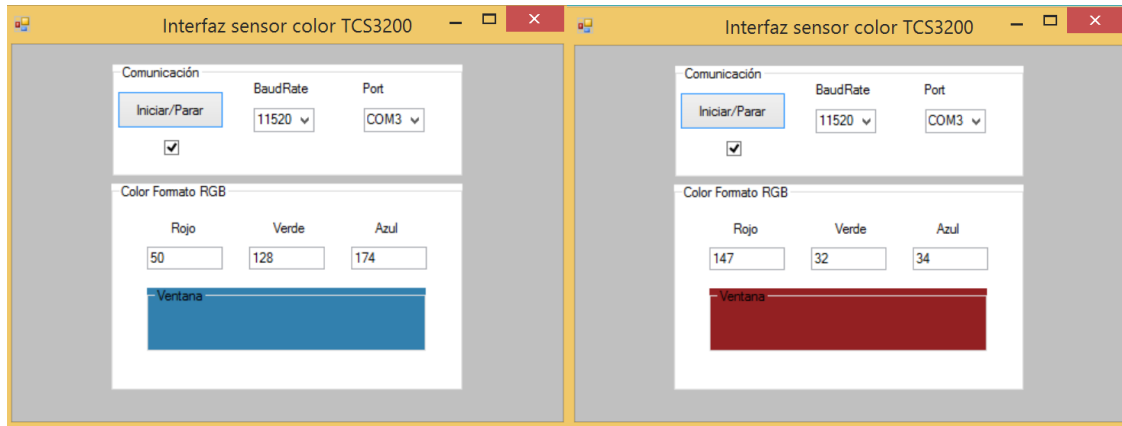 Interfaz sensor color TCS3200
Comunicación
BaudRate Port
Iniciar/Parar
11520 COM3
Color Formato RGB
Rojo Verde Azul
50 128 174
Ventana
Interfaz sensor color TCS3200
Comunicación
BaudRate Port
Iniciar/Parar
11520 COM3
Color Formato RGB
Rojo Verde Azul
147 32 34
Ventana